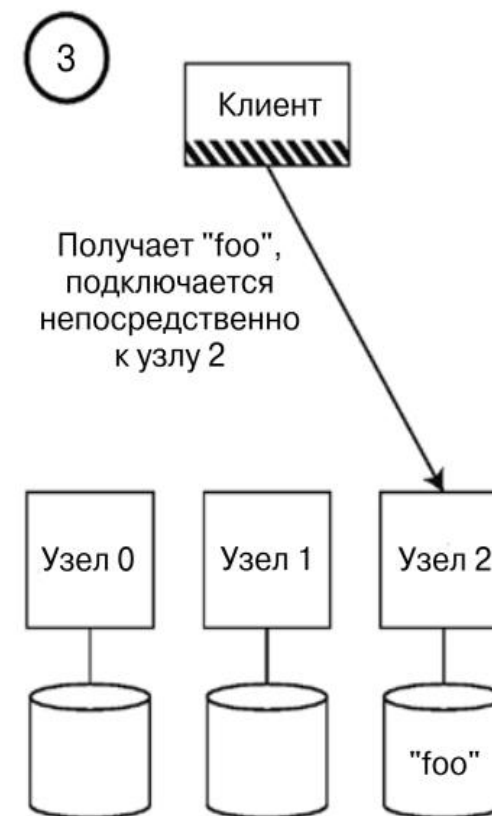 3
Клиент
Получает "foo",
подключается
непосредственно
к узлу 2
Узел 0
Узел 1
Узел 2
"foo"